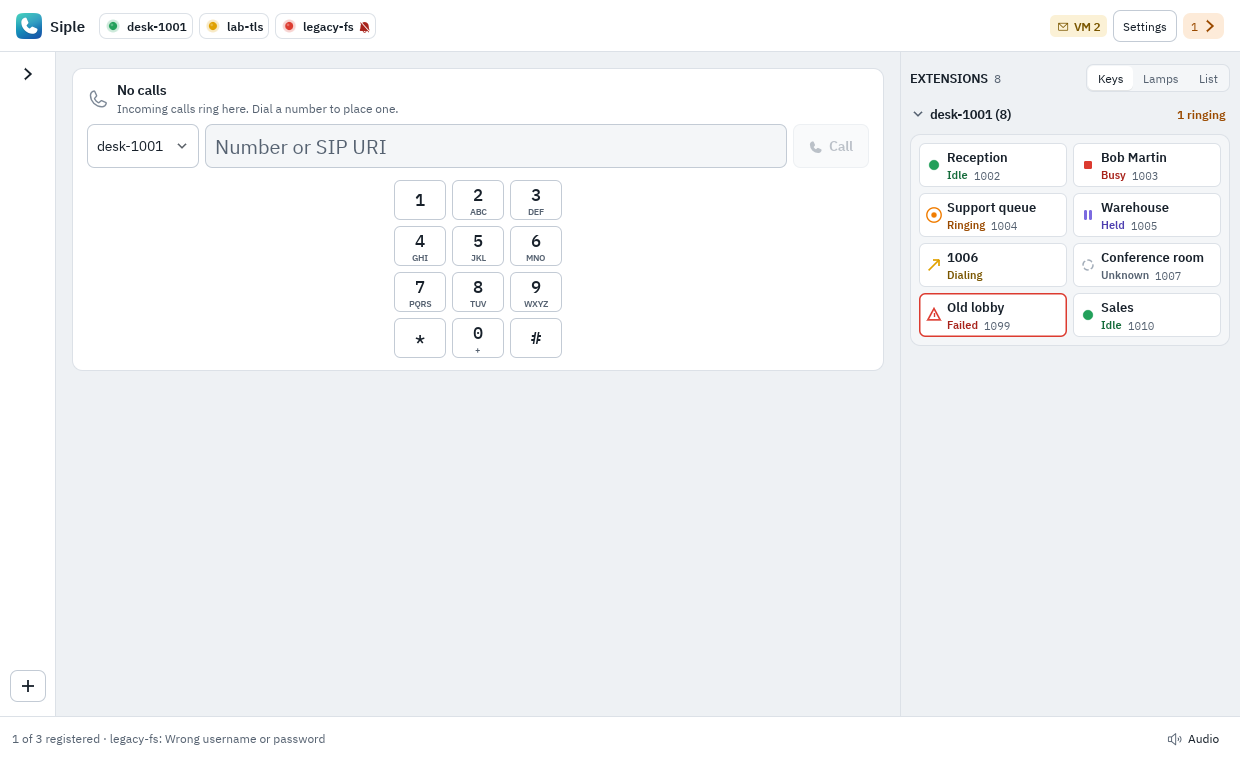 Siple
desk-1001
lab-tls
legacy-fs
VM 2
Settings
1
No calls
Incoming calls ring here. Dial a number to place one.
desk-1001
Number or SIP URI
Call
1
2
ABC
3
DEF
4
GHI
5
JKL
6
MNO
7
PQRS
8
TUV
9
WXYZ
*
0
+
#
EXTENSIONS 8
Keys
Lamps
List
desk-1001 (8)
1 ringing
Reception
Idle 1002
Bob Martin
Busy 1003
Support queue
Ringing 1004
Warehouse
Held 1005
1006
Dialing
Conference room
Unknown 1007
Old lobby
Failed 1099
Sales
Idle 1010
1 of 3 registered · legacy-fs: Wrong username or password
Audio